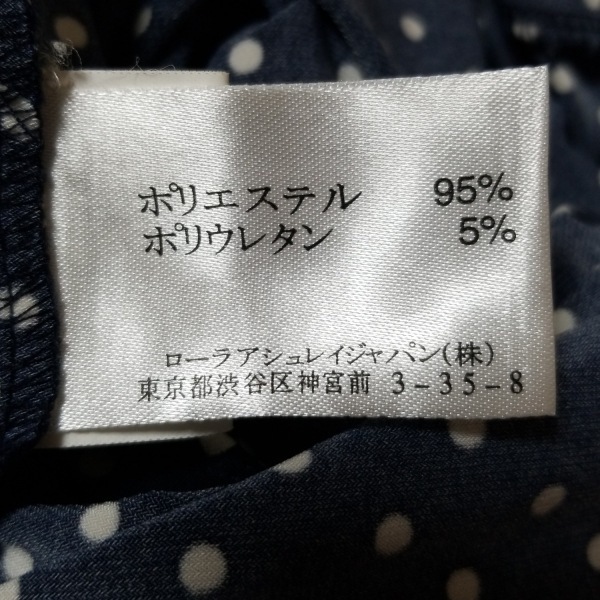 ポリエステル 95%
ポリウレタン 5%
ローラアシュレイジャパン(株)
東京都渋谷区神宮前 3-35-8